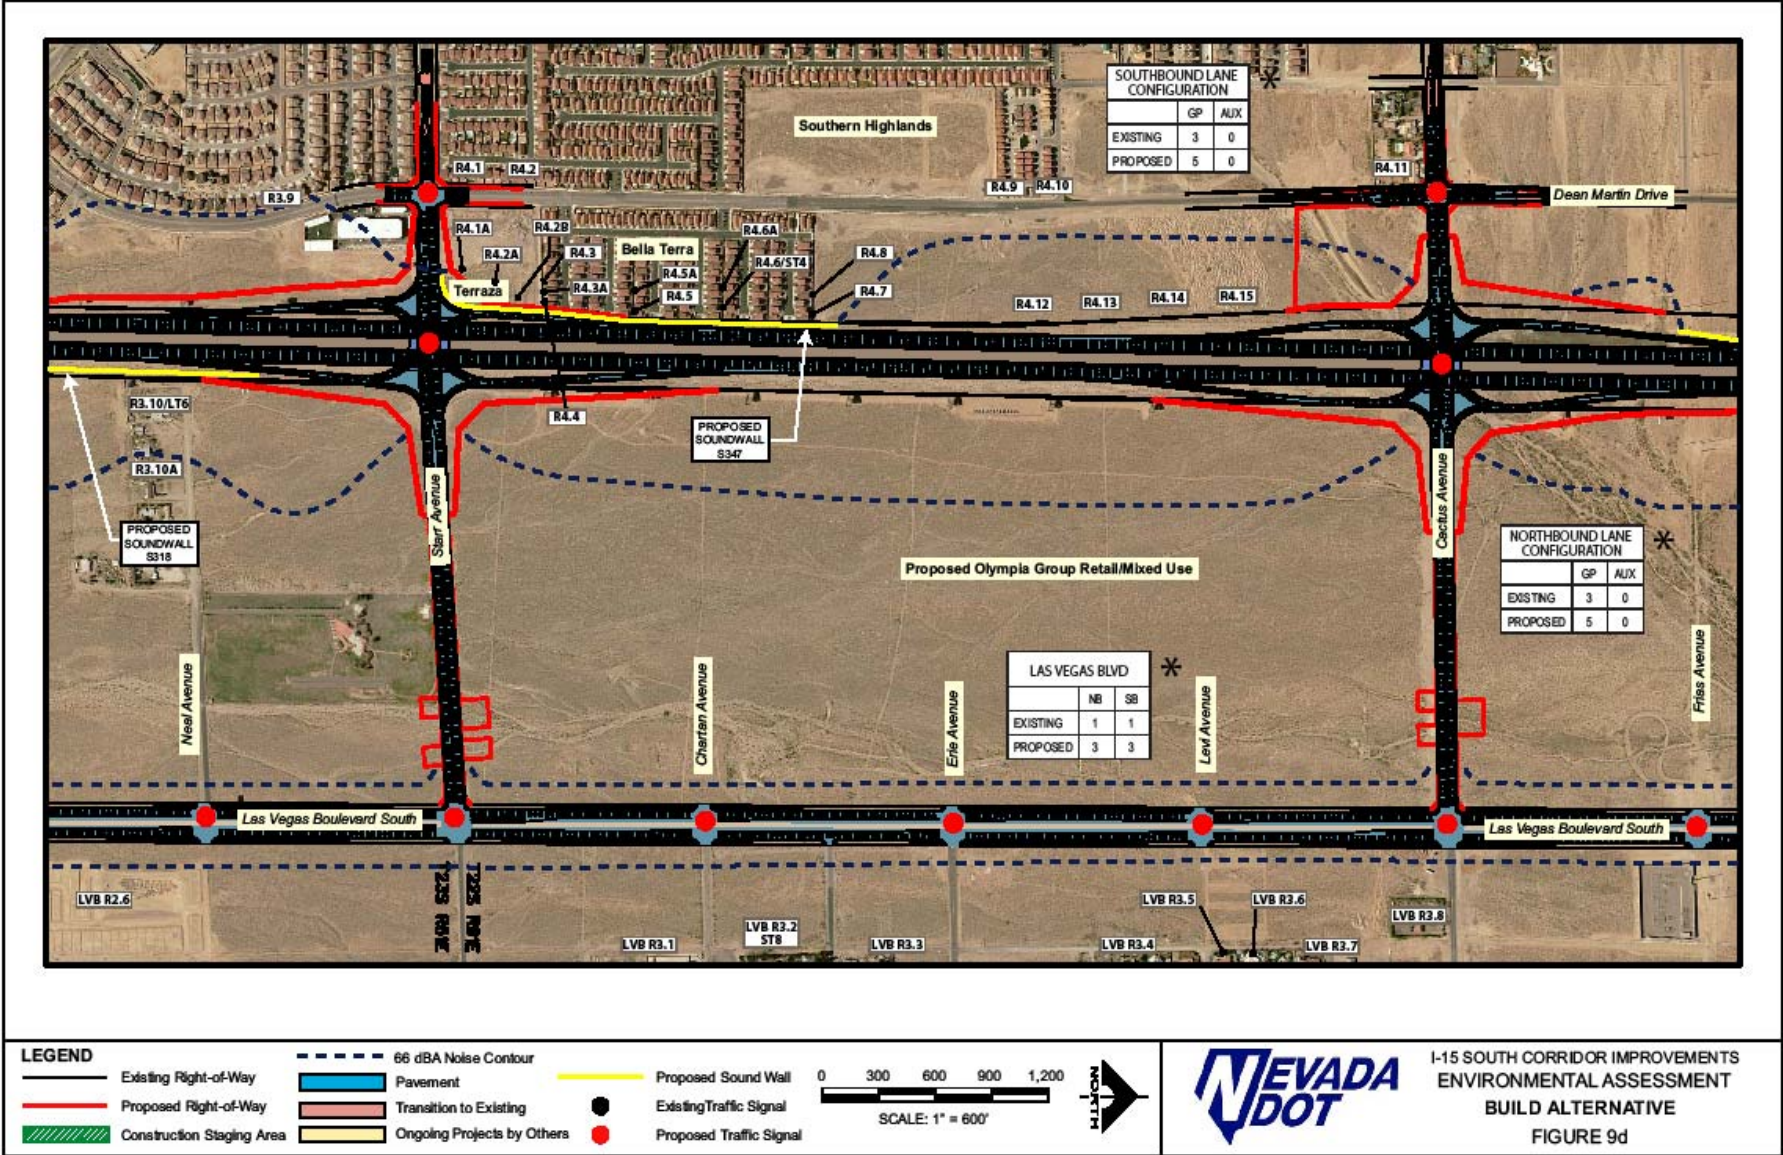 SOUTHBOUND LANE
CONFIGURATION
*
GP AUX
EXISTING 3 0
PROPOSED 5 0
Southern Highlands
R4.1
R4.2
R4.9
R4.10
R4.11
Dean Martin Drive
R3.9
R4.1A
R4.2A
R4.2B
R4.3
R4.3A
Bella Terra
R4.5A
R4.5
R4.6A
R4.6/ST4
R4.8
R4.7
Terraza
R4.12
R4.13
R4.14
R4.15
R3.10/LT6
R4.4
PROPOSED
SOUNDWALL
S347
R3.10A
PROPOSED
SOUNDWALL
S318
Starr Avenue
Cactus Avenue
NORTHBOUND LANE
CONFIGURATION
*
GP AUX
EXISTING 3 0
PROPOSED 5 0
Proposed Olympia Group Retail/Mixed Use
LAS VEGAS BLVD
*
NB SB
EXISTING 1 1
PROPOSED 3 3
Neal Avenue
Chartan Avenue
Erie Avenue
Levi Avenue
Frias Avenue
Las Vegas Boulevard South
Las Vegas Boulevard South
T23S R61E
T22S R61E
LVB R2.6
LVB R3.1
LVB R3.2
ST8
LVB R3.3
LVB R3.4
LVB R3.5
LVB R3.6
LVB R3.7
LVB R3.8
LEGEND
Existing Right-of-Way
Proposed Right-of-Way
Construction Staging Area
66 dBA Noise Contour
Pavement
Transition to Existing
Ongoing Projects by Others
Proposed Sound Wall
ExistingTraffic Signal
Proposed Traffic Signal
0 300 600 900 1,200
SCALE: 1" = 600'
NORTH
NEVADA
DOT
I-15 SOUTH CORRIDOR IMPROVEMENTS
ENVIRONMENTAL ASSESSMENT
BUILD ALTERNATIVE
FIGURE 9d